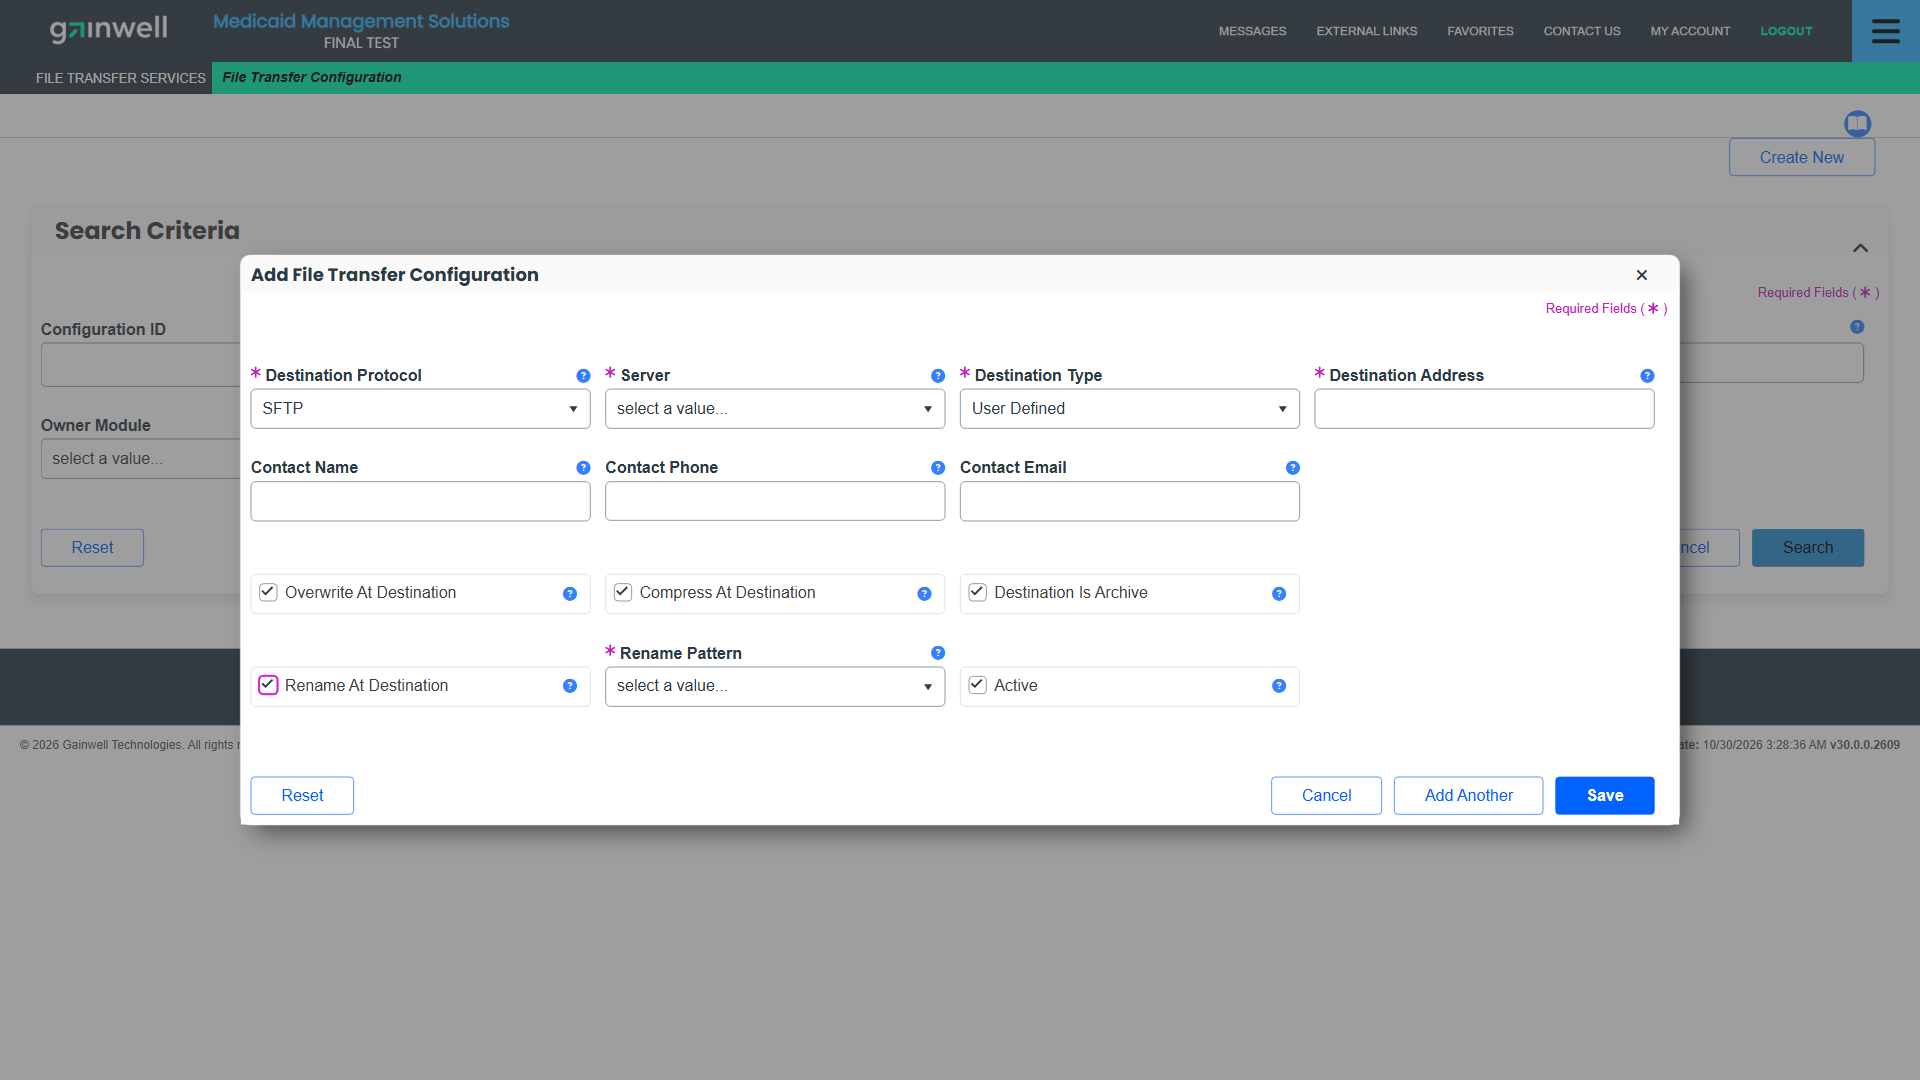 gainwell
Medicaid Management Solutions
FINAL TEST
MESSAGES
EXTERNAL LINKS
FAVORITES
CONTACT US
MY ACCOUNT
LOGOUT
FILE TRANSFER SERVICES
File Transfer Configuration
Create New
Search Criteria
Required Fields ( * )
Configuration ID
Owner Module
select a value...
Reset
ncel
Search
Add File Transfer Configuration
Required Fields ( * )
* Destination Protocol
SFTP
* Server
select a value...
* Destination Type
User Defined
* Destination Address
Contact Name
Contact Phone
Contact Email
Overwrite At Destination
Compress At Destination
Destination Is Archive
Rename At Destination
* Rename Pattern
select a value...
Active
Reset
Cancel
Add Another
Save
© 2026 Gainwell Technologies. All rights
ate: 10/30/2026 3:28:36 AM v30.0.0.2609